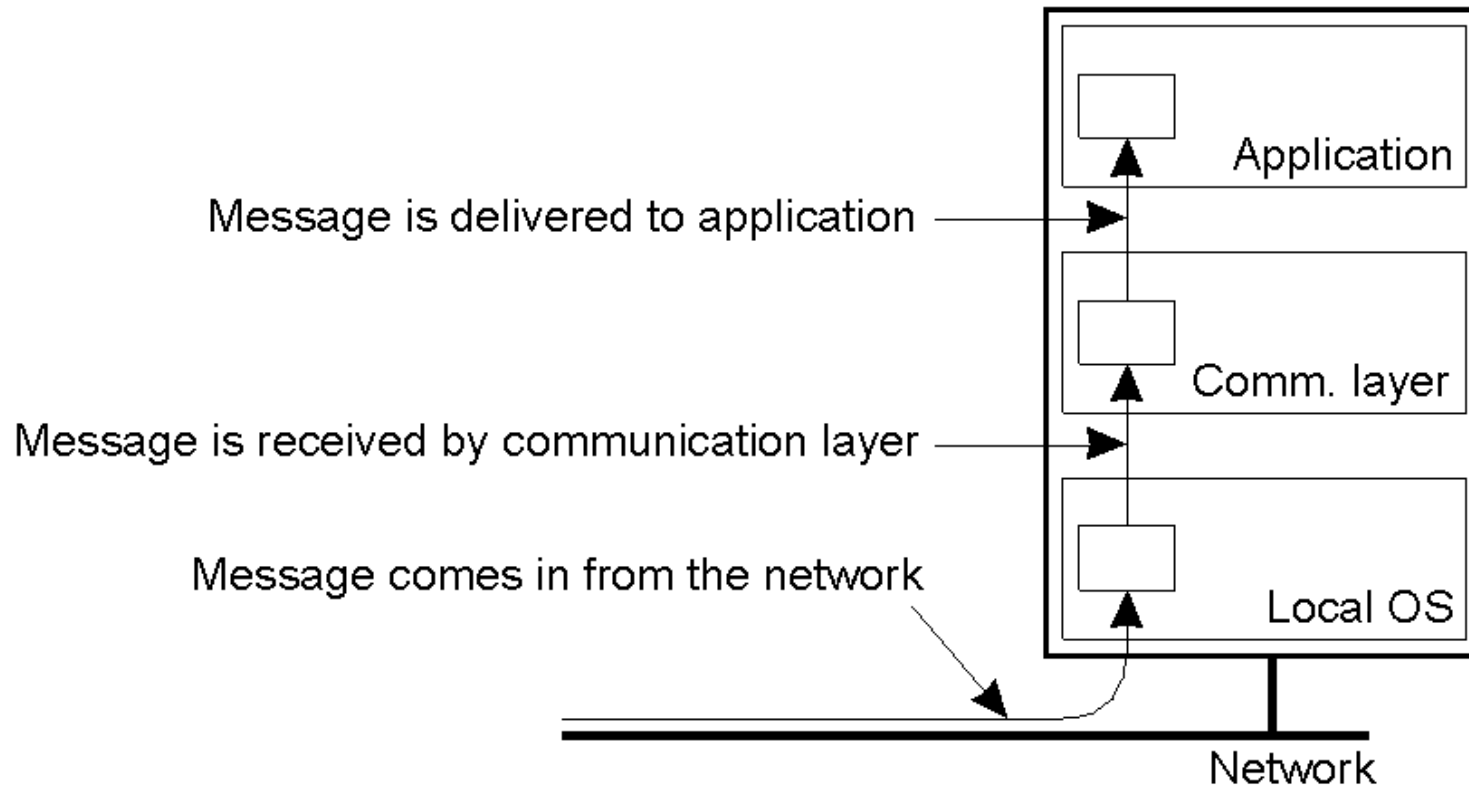 Application
Message is delivered to application
Comm. layer
Message is received by communication layer
Message comes in from the network
Local OS
Network